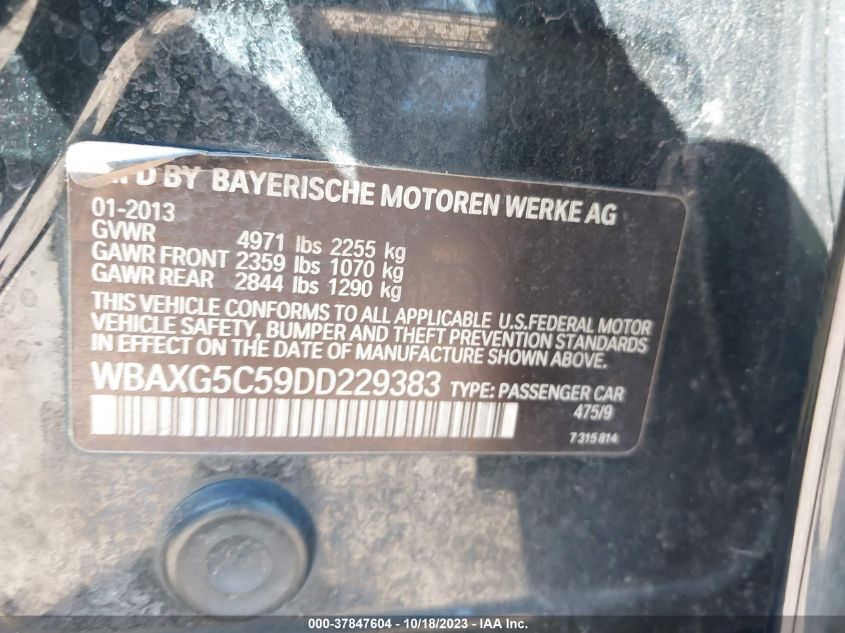 BY BAYERISCHE MOTOREN WERKE AG
01-2013
GVWR 4971 lbs 2255 kg
GAWR FRONT 2359 lbs 1070 kg
GAWR REAR 2844 lbs 1290 kg
THIS VEHICLE CONFORMS TO ALL APPLICABLE U.S.FEDERAL MOTOR
VEHICLE SAFETY, BUMPER AND THEFT PREVENTION STANDARDS
IN EFFECT ON THE DATE OF MANUFACTURE SHOWN ABOVE.
WBAXG5C59DD229383 TYPE: PASSENGER CAR
475/9
7315814
000-37847604 - 10/18/2023 - IAA Inc.